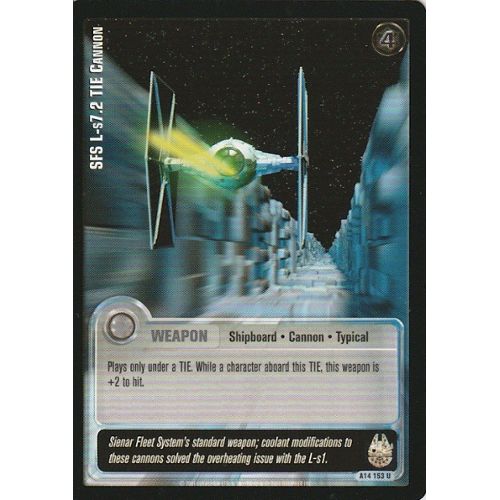 SFS L-s7.2 TIE CANNON
4
WEAPON
Shipboard • Cannon • Typical
Plays only under a TIE. While a character aboard this TIE, this weapon is
+2 to hit.
Sienar Fleet System's standard weapon; coolant modifications to
these cannons solved the overheating issue with the L-s1.
A14 153 U